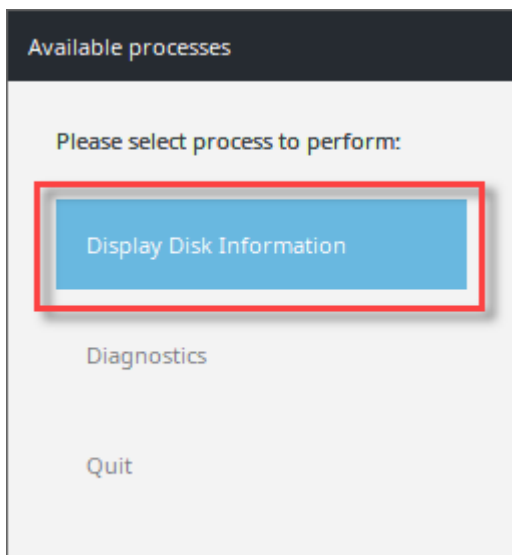 Available processes
Please select process to perform:
Display Disk Information
Diagnostics
Quit